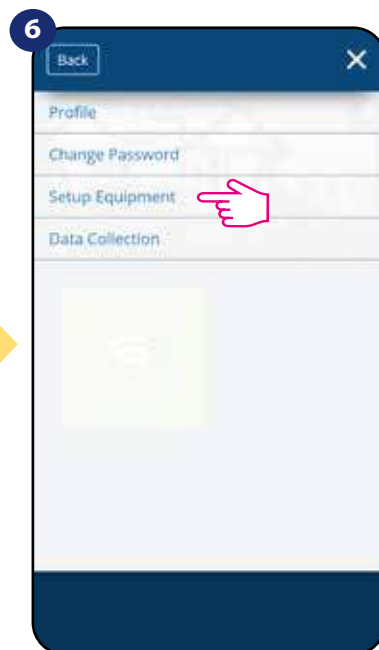 6
Back
Profile
Change Password
Setup Equipment
Data Collection